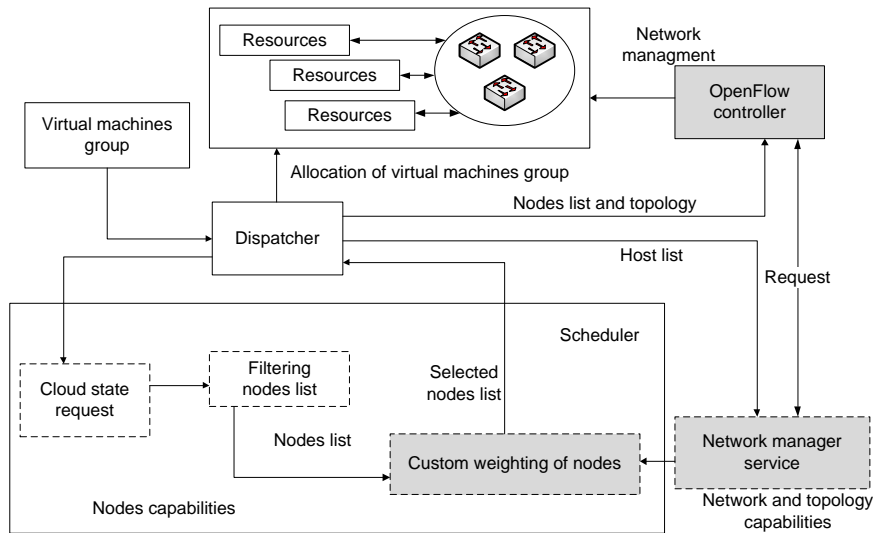 Resources
Resources
Resources
Network
managment
OpenFlow
controller
Virtual machines
group
Allocation of virtual machines group
Nodes list and topology
Dispatcher
Host list
Request
Scheduler
Cloud state
request
Filtering
nodes list
Selected
nodes list
Nodes list
Custom weighting of nodes
Network manager
service
Nodes capabilities
Network and topology
capabilities